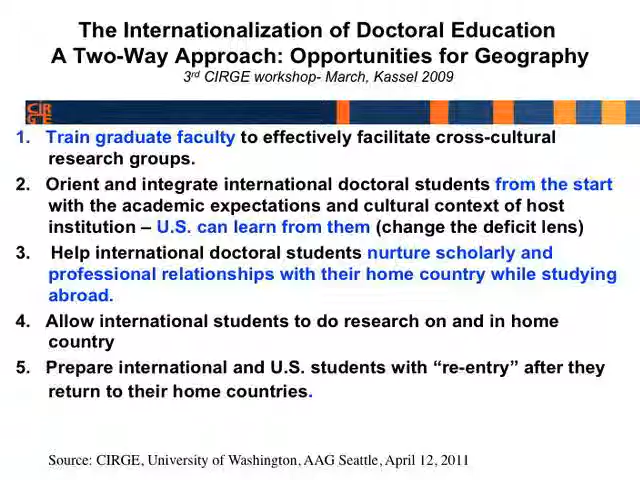 The Internationalization of Doctoral Education
A Two-Way Approach: Opportunities for Geography
3rd CIRGE workshop- March, Kassel 2009
CIR
GE
1. Train graduate faculty to effectively facilitate cross-cultural
research groups.
2. Orient and integrate international doctoral students from the start
with the academic expectations and cultural context of host
institution – U.S. can learn from them (change the deficit lens)
3. Help international doctoral students nurture scholarly and
professional relationships with their home country while studying
abroad.
4. Allow international students to do research on and in home
country
5. Prepare international and U.S. students with “re-entry” after they
return to their home countries.
Source: CIRGE, University of Washington, AAG Seattle, April 12, 2011